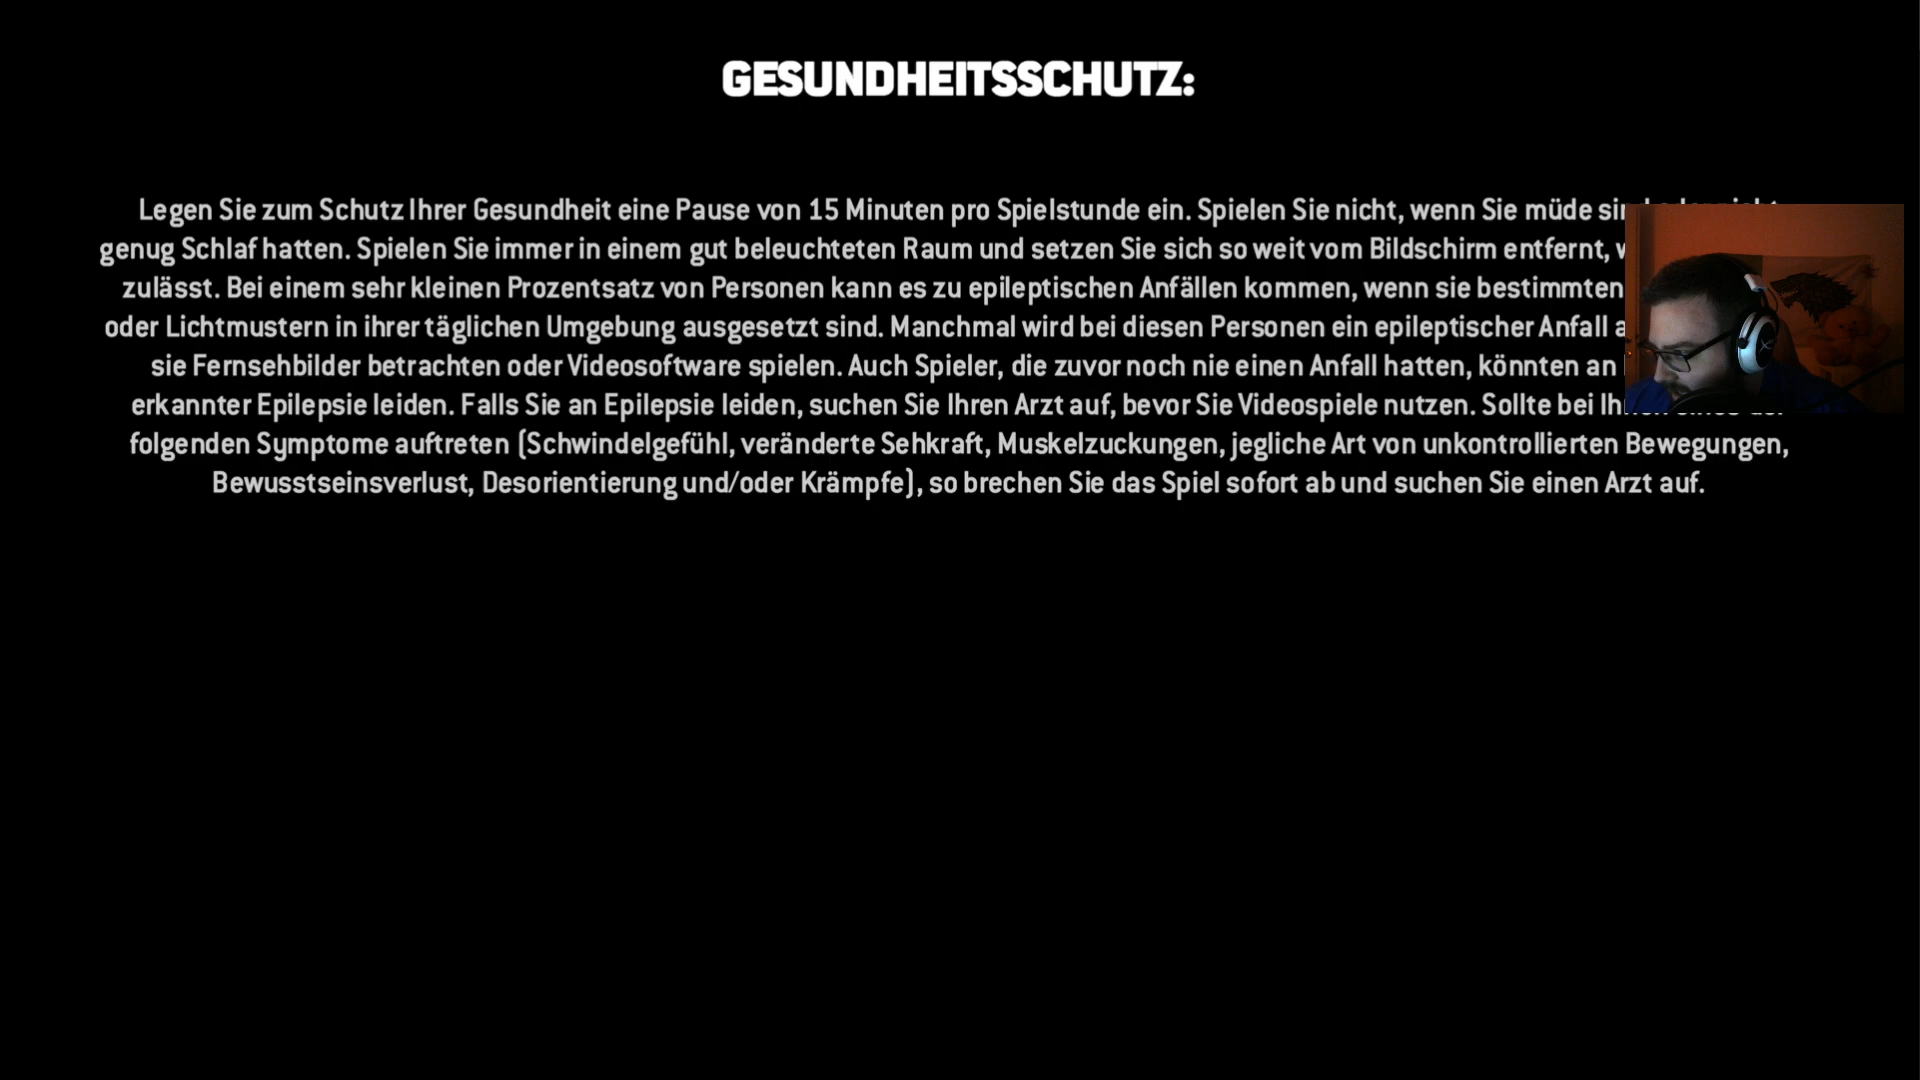 GESUNDHEITSSCHUTZ:
Legen Sie zum Schutz Ihrer Gesundheit eine Pause von 15 Minuten pro Spielstunde ein. Spielen Sie nicht, wenn Sie müde
genug Schlaf hatten. Spielen Sie immer in einem gut beleuchteten Raum und setzen Sie sich so weit vom Bildschirm entfernt,
zulässt. Bei einem sehr kleinen Prozentsatz von Personen kann es zu epileptischen Anfällen kommen, wenn sie bestimmten
oder Lichtmustern in ihrer täglichen Umgebung ausgesetzt sind. Manchmal wird bei diesen Personen ein epileptischer Anfall
sie Fernsehbilder betrachten oder Videosoftware spielen. Auch Spieler, die zuvor noch nie einen Anfall hatten, könnten an
erkannter Epilepsie leiden. Falls Sie an Epilepsie leiden, suchen Sie Ihren Arzt auf, bevor Sie Videospiele nutzen. Sollte bei
folgenden Symptome auftreten (Schwindelgefühl, veränderte Sehkraft, Muskelzuckungen, jegliche Art von unkontrollierten Bewegungen,
Bewusstseinsverlust, Desorientierung und/oder Krämpfe), so brechen Sie das Spiel sofort ab und suchen Sie einen Arzt auf.